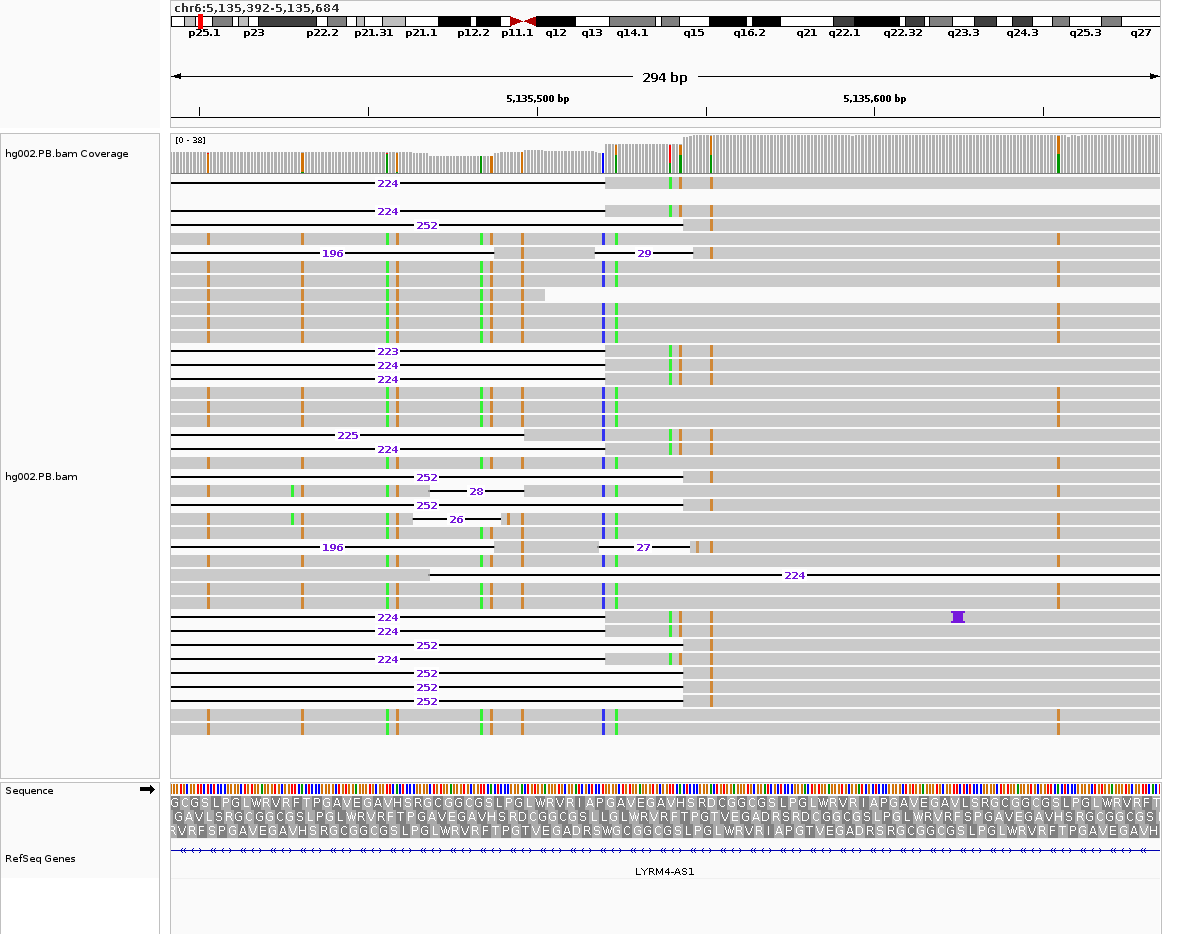 chr6:5,135,392-5,135,684
p25.1 p23 p22.2 p21.31 p21.1 p12.2 p11.1 q12 q13 q14.1 q15 q16.2 q21 q22.1 q22.32 q23.3 q24.3 q25.3 q27
294 bp
5,135,500 bp 5,135,600 bp
hg002.PB.bam Coverage
[0 - 38]
224
224
252
196 29
223
224
224
225
224
hg002.PB.bam
252
28
252
26
196 27
224
224
224
252
224
252
252
252
Sequence
GCGSLPGLWRVRFTPGAVEGAVHSRGCGGCGSLPGLWRVRIAPGAVEGAVHSRDCGGCGSLPGLWRVRIAPGAVEGAVLSRGCGGCGSLPGLWRVRFT
GAVLSRGCGGCGSLPGLWRVRFTPGAVEGAVHSRDCGGCGSLLGLWRVRFTPGTVEGADRSRDCGGCGSLPGLWRVRFSPGAVEGAVHSRGCGGCGS
RVRFSPGAVEGAVHSRGCGGCGSLPGLWRVRFTPGTVEGADRSWGCGGCGSLPGLWRVRIAPGTVEGADRSRGCGGCGSLPGLWRVRFTPGAVEGAVH
RefSeq Genes
LYRM4-AS1